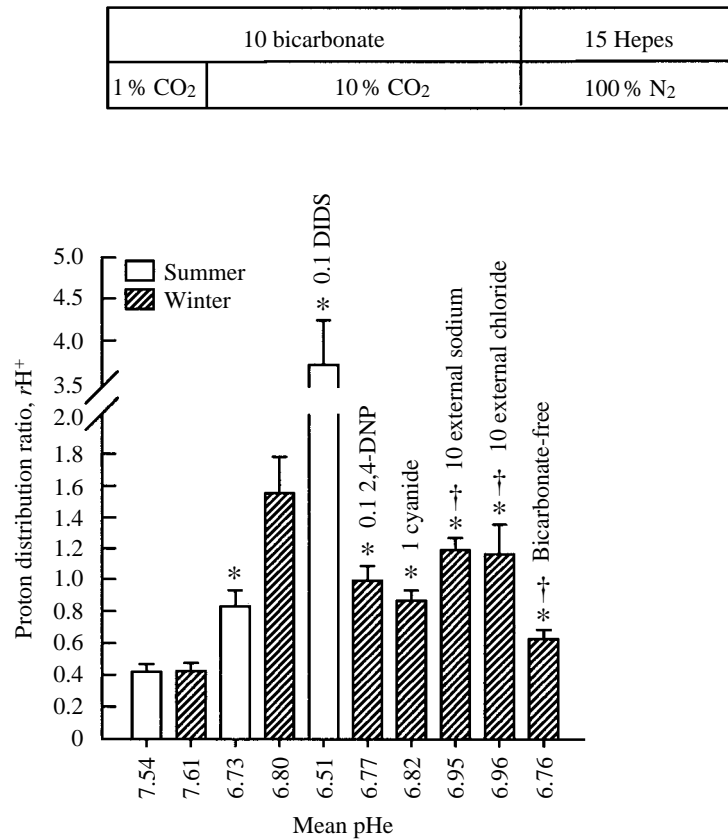 10 bicarbonate 15 Hepes
1 % CO2 10 % CO2 100 % N2
5.0
4.5
4.0
3.5
2.0
1.8
1.6
1.4
1.2
1.0
0.8
0.6
0.4
0.2
0
Proton distribution ratio, rH+
Summer
Winter
*
* 0.1 DIDS
* 0.1 2,4-DNP
* 1 cyanide
* † 10 external sodium
* † 10 external chloride
* † Bicarbonate-free
7.54 7.61 6.73 6.80 6.51 6.77 6.82 6.95 6.96 6.76
Mean pHe